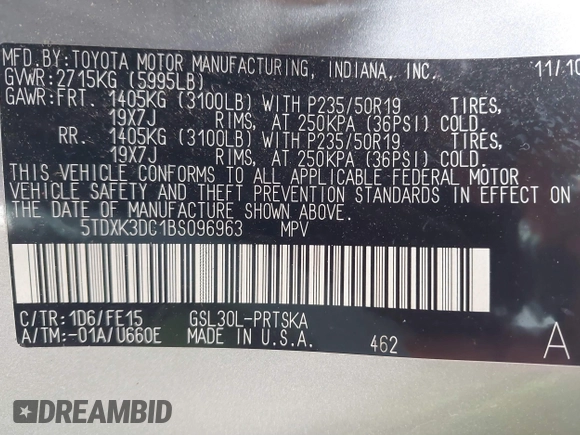 MFD.BY: TOYOTA MOTOR MANUFACTURING, INDIANA, INC. 11/10
GVWR: 2715KG (5995LB)
GAWR: FRT. 1405KG (3100LB) WITH P235/50R19 TIRES,
19X7J RIMS, AT 250KPA (36PSI) COLD.
RR. 1405KG (3100LB) WITH P235/50R19 TIRES,
19X7J RIMS, AT 250KPA (36PSI) COLD.
THIS VEHICLE CONFORMS TO ALL APPLICABLE FEDERAL MOTOR
VEHICLE SAFETY AND THEFT PREVENTION STANDARDS IN EFFECT ON
THE DATE OF MANUFACTURE SHOWN ABOVE.
5TDXK3DC1BS096963 MPV
C/TR: 1D6/FE15 GSL30L-PRTSKA
A/TM:-01A/U660E MADE IN U.S.A. 462 A
DREAMBID